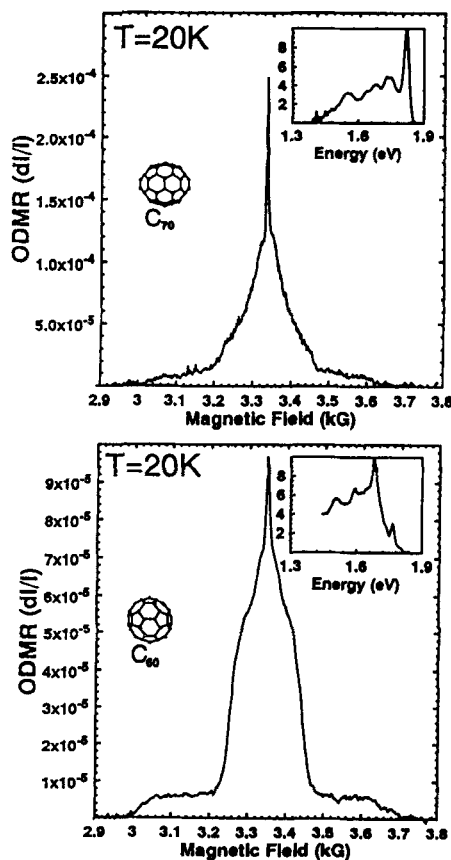 T=20K
ODMR (dI/I)
2.5x10⁻⁴
2.0x10⁻⁴
1.5x10⁻⁴
1.0x10⁻⁴
5.0x10⁻⁵
C₇₀
8
6
4
2
1.3 1.6 1.9
Energy (eV)
2.9 3.0 3.1 3.2 3.3 3.4 3.5 3.6 3.7 3.8
Magnetic Field (kG)
T=20K
ODMR (dI/I)
9x10⁻⁵
8x10⁻⁵
7x10⁻⁵
6x10⁻⁵
5x10⁻⁵
4x10⁻⁵
3x10⁻⁵
2x10⁻⁵
1x10⁻⁵
C₆₀
8
6
4
2
1.3 1.6 1.9
Energy (eV)
2.9 3.0 3.1 3.2 3.3 3.4 3.5 3.6 3.7 3.8
Magnetic Field (kG)